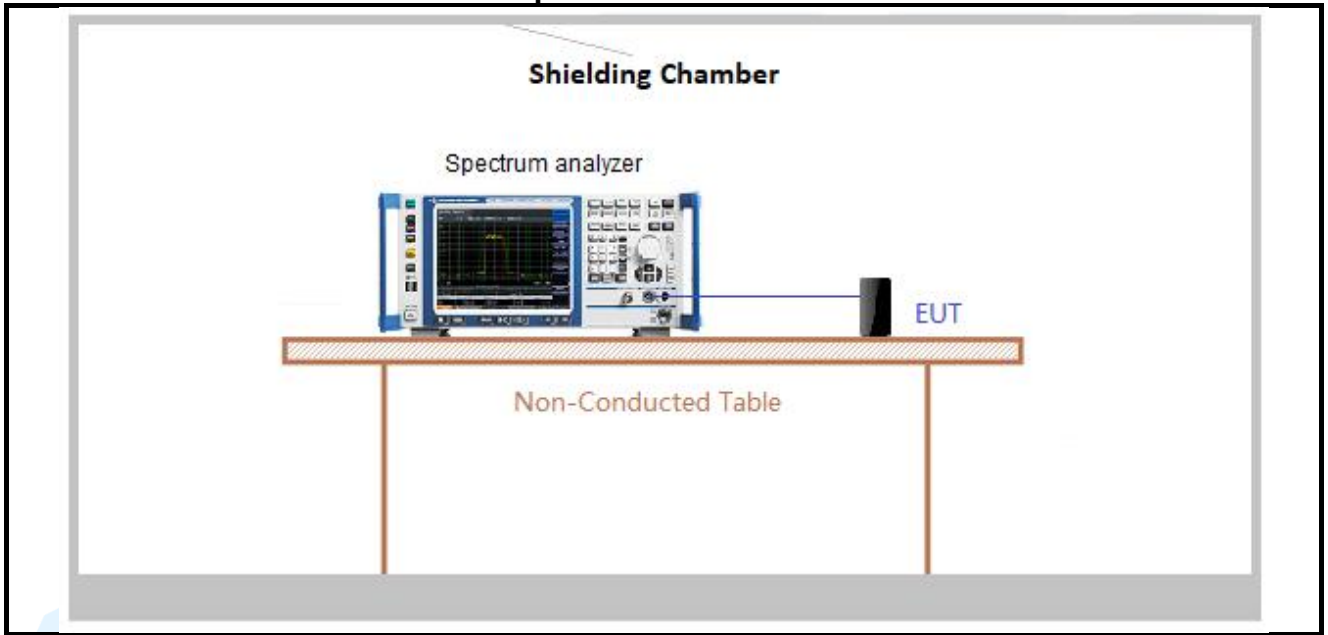 Shielding Chamber
Spectrum analyzer
EUT
Non-Conducted Table